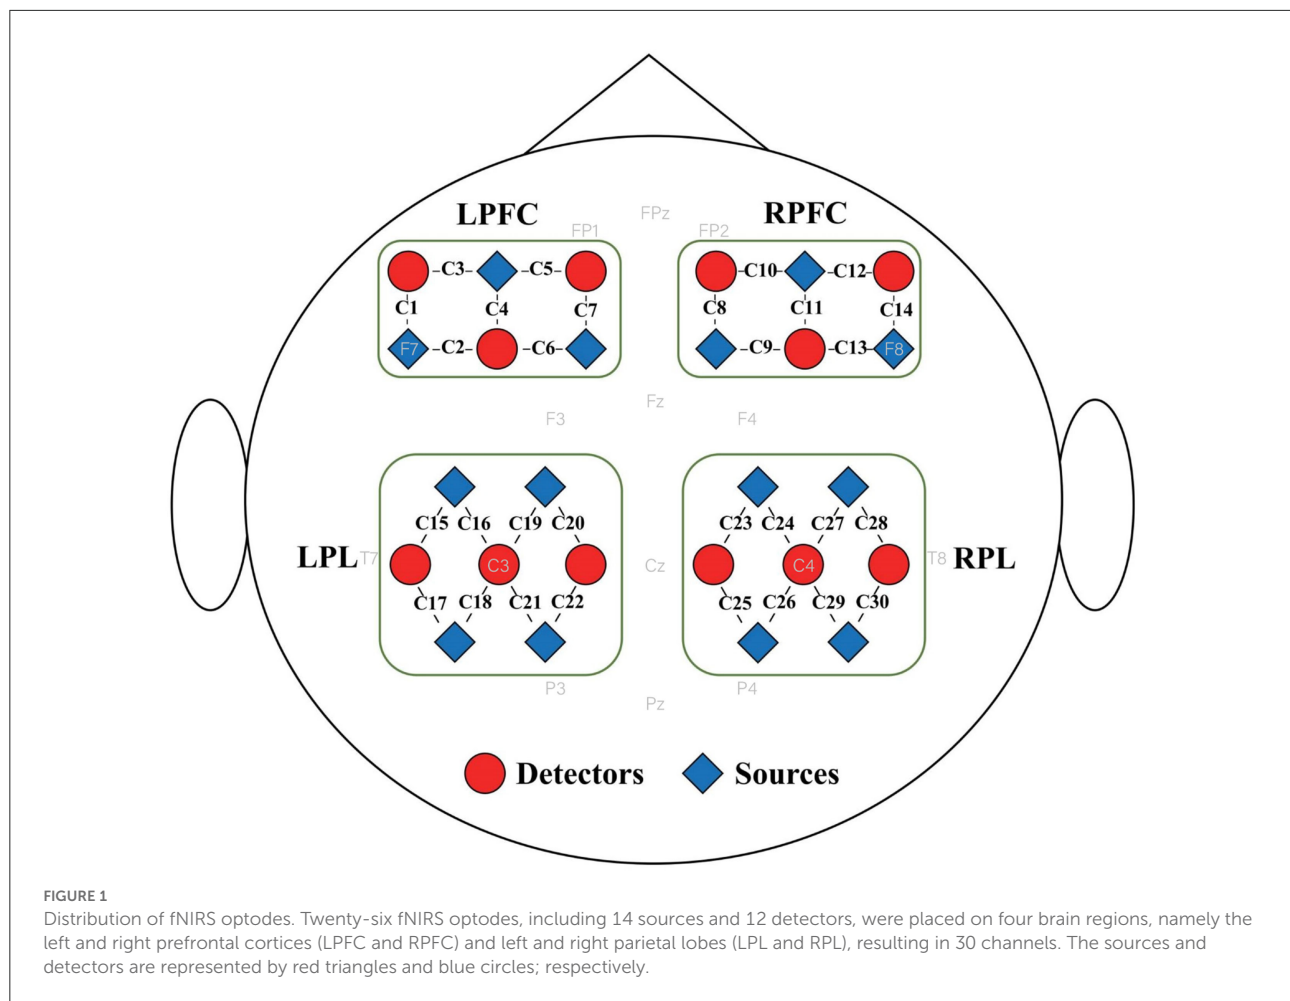 LPFC
FPz
RPFC
FP1
FP2
C3
C5
C10
C12
C1
C4
C7
C8
C11
C14
F7
C2
C6
C9
C13
F8
Fz
F3
F4
C15
C16
C19
C20
C23
C24
C27
C28
LPL
T7
C3
Cz
C4
T8
RPL
C17
C18
C21
C22
C25
C26
C29
C30
P3
P4
Pz
Detectors
Sources
FIGURE 1
Distribution of fNIRS optodes. Twenty-six fNIRS optodes, including 14 sources and 12 detectors, were placed on four brain regions, namely the
left and right prefrontal cortices (LPFC and RPFC) and left and right parietal lobes (LPL and RPL), resulting in 30 channels. The sources and
detectors are represented by red triangles and blue circles; respectively.